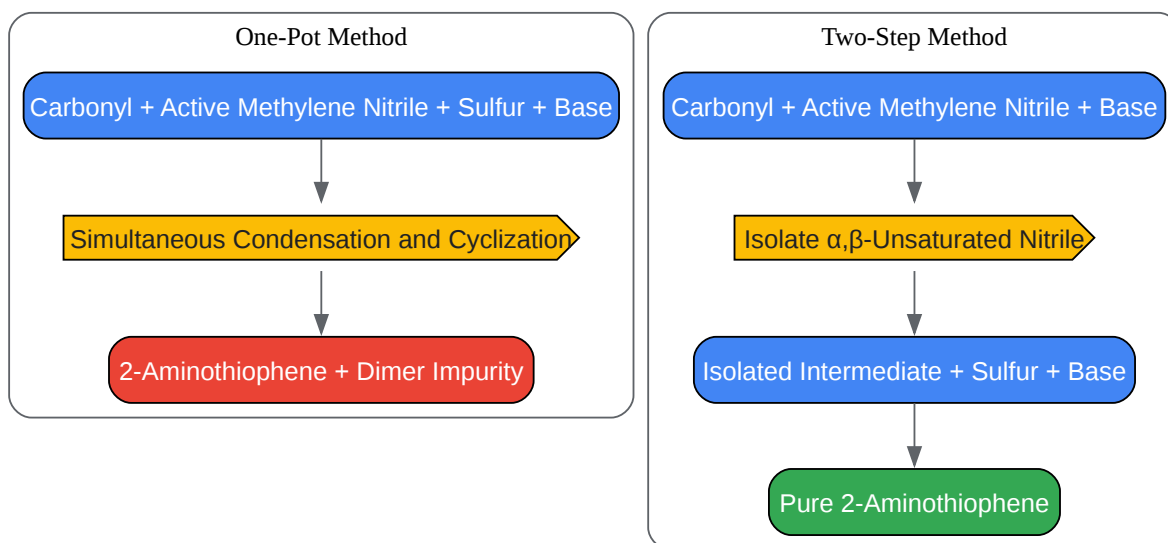 One-Pot Method
Carbonyl + Active Methylene Nitrile + Sulfur + Base
Simultaneous Condensation and Cyclization
2-Aminothiophene + Dimer Impurity
Two-Step Method
Carbonyl + Active Methylene Nitrile + Base
Isolate α,β-Unsaturated Nitrile
Isolated Intermediate + Sulfur + Base
Pure 2-Aminothiophene